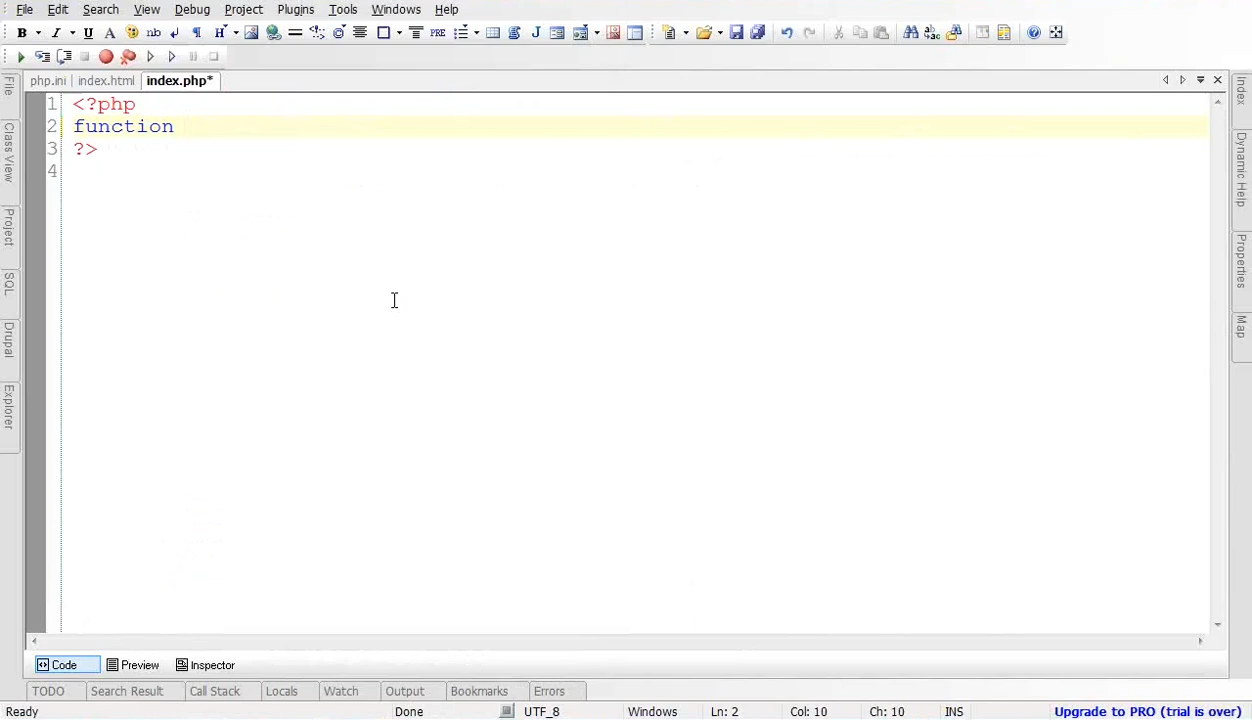 File Edit Search View Debug Project Plugins Tools Windows Help
B I U A nb ¶ H © PRE J
php.ini index.html index.php*
1 <?php
2 function
3 ?>
4
File
Class View
Project
SQL
Drupal
Explorer
Index
Dynamic Help
Properties
Map
Code Preview Inspector
TODO Search Result Call Stack Locals Watch Output Bookmarks Errors
Ready Done UTF_8 Windows Ln: 2 Col: 10 Ch: 10 INS Upgrade to PRO (trial is over)